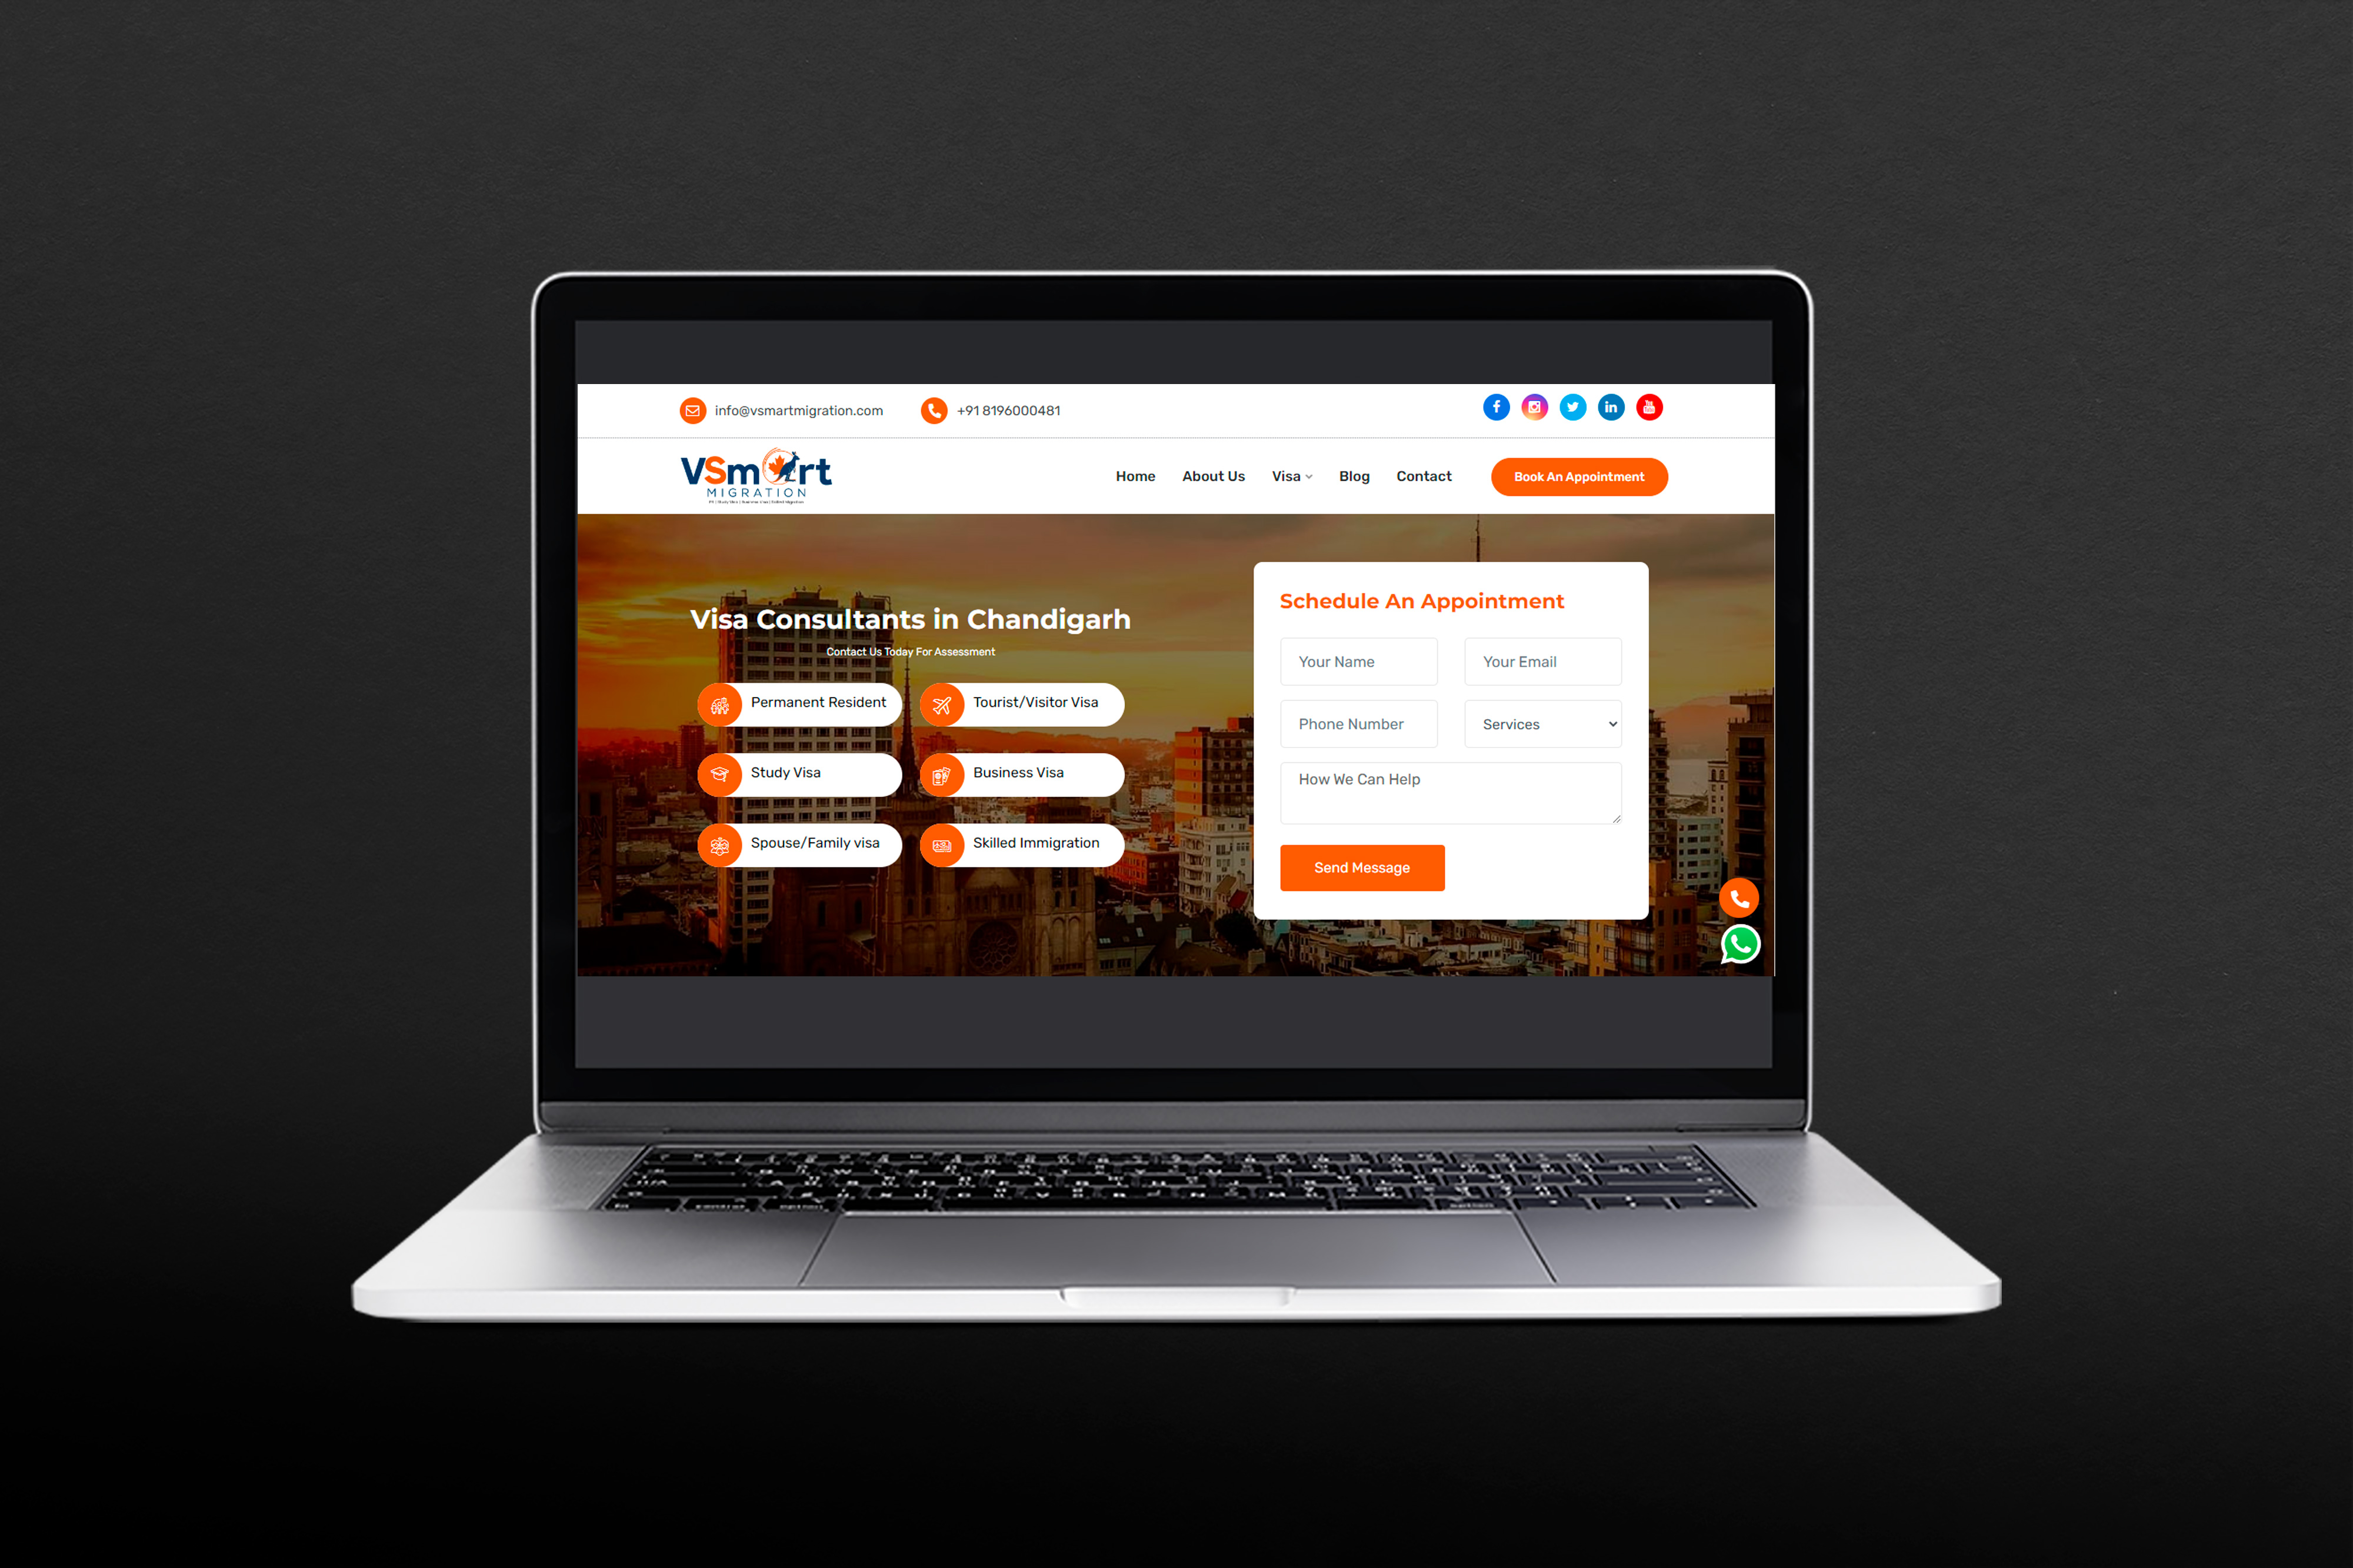 info@vsmartmigration.com
+91 8196000481
VSmart
MIGRATION
Home
About Us
Visa
Blog
Contact
Book An Appointment
Visa Consultants in Chandigarh
Contact Us Today For Assessment
Permanent Resident
Tourist/Visitor Visa
Study Visa
Business Visa
Spouse/Family visa
Skilled Immigration
Schedule An Appointment
Your Name
Your Email
Phone Number
Services
How We Can Help
Send Message